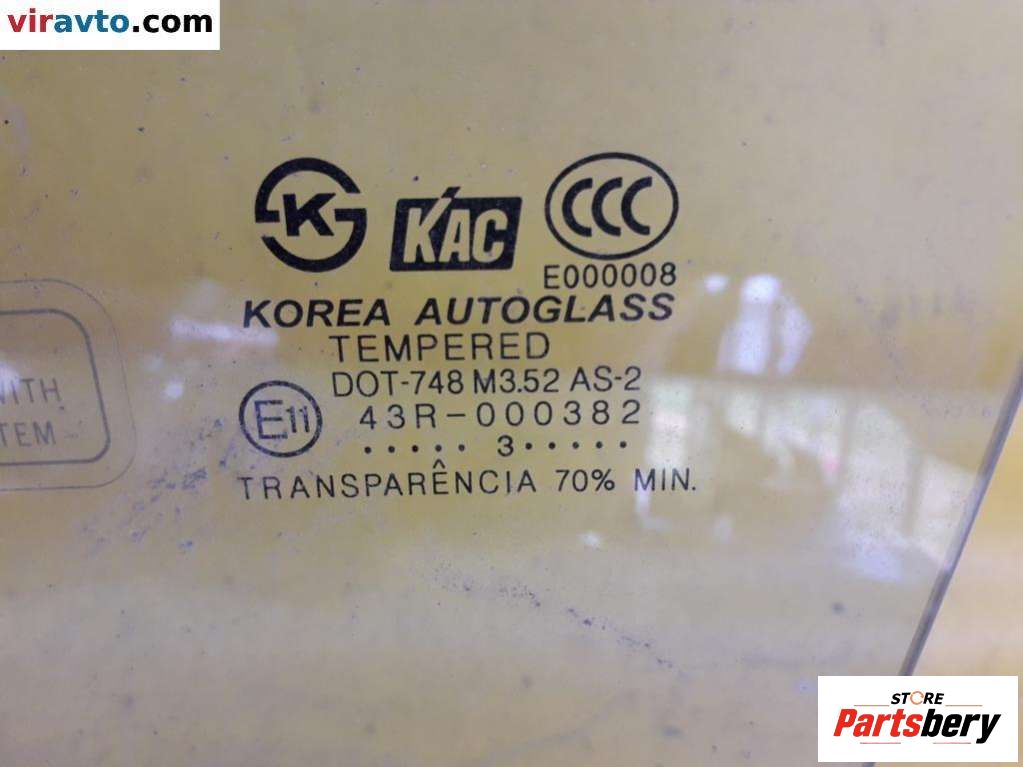 viravto.com
K
KAC
CCC
E000008
KOREA AUTOGLASS
TEMPERED
DOT-748 M3.52 AS-2
E11
43R-000382
..... 3 .....
TRANSPARÊNCIA 70% MIN.
STORE
Partsbery